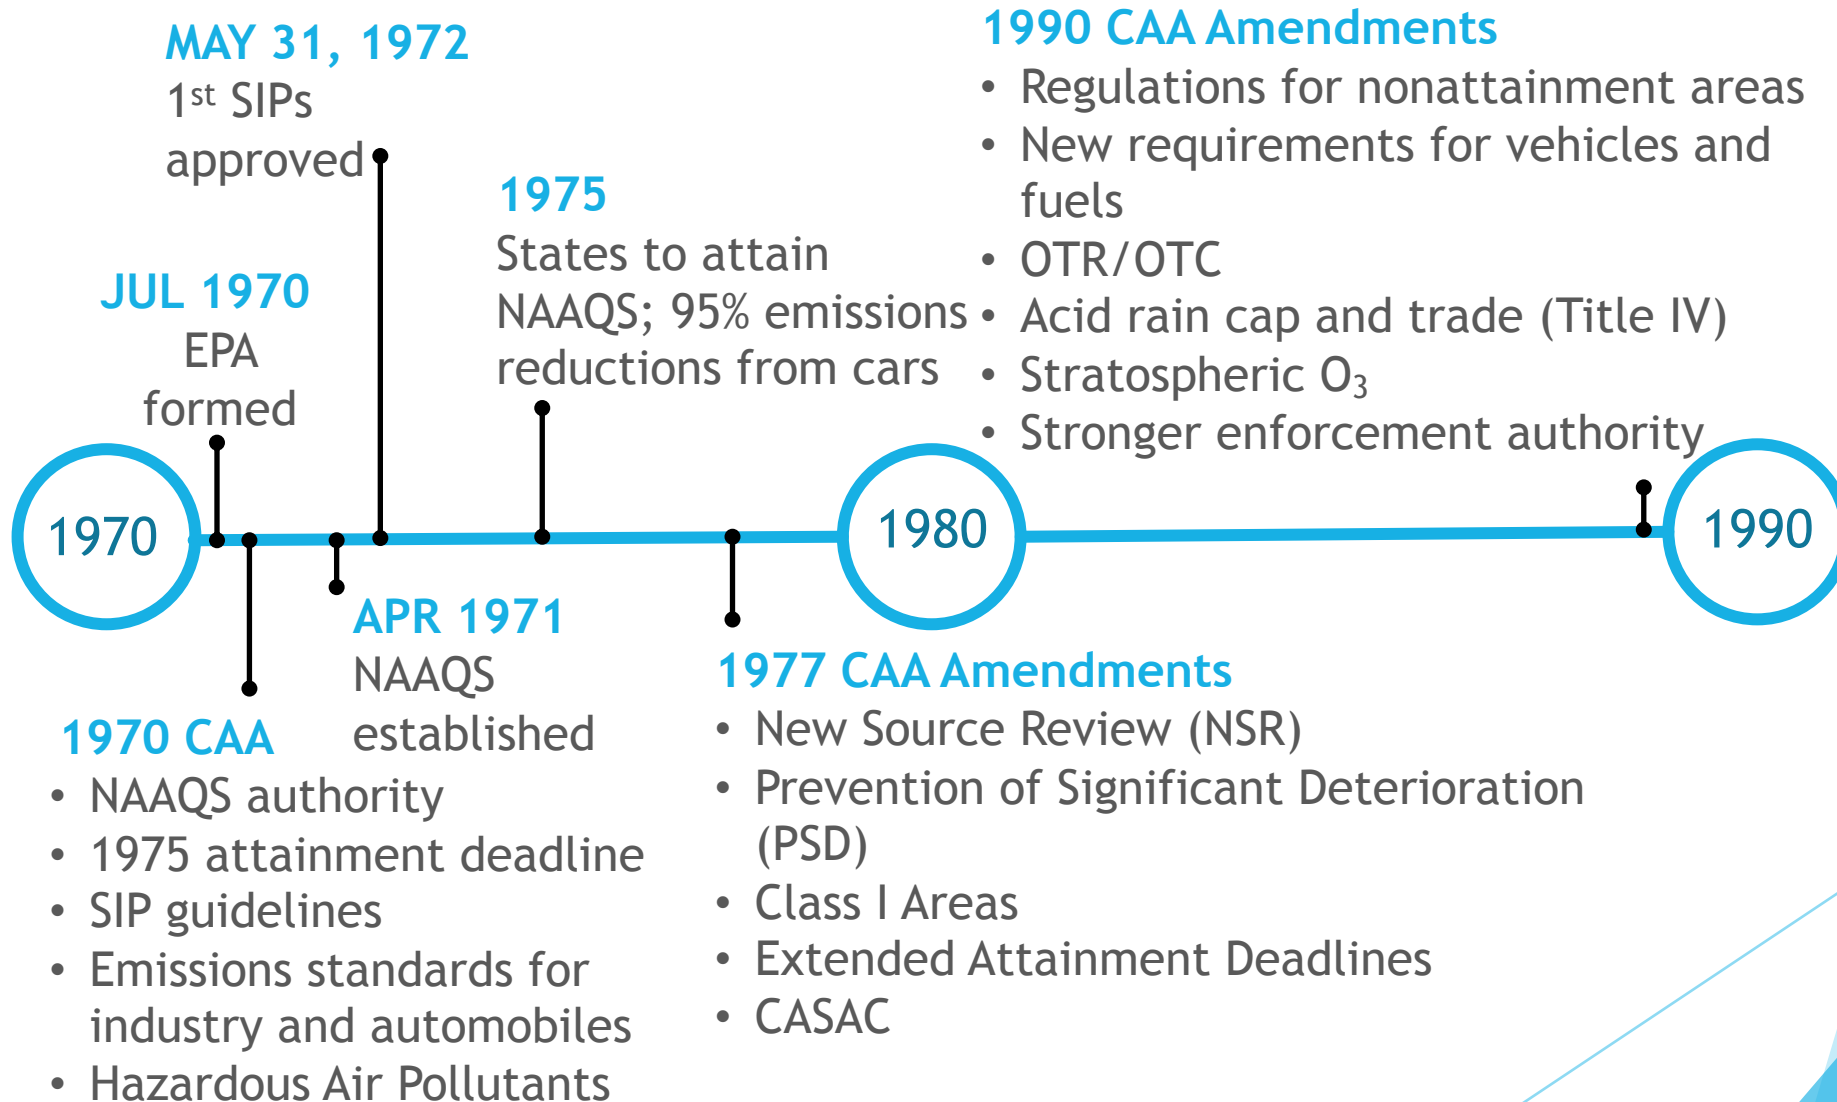 MAY 31, 1972
1st SIPs
approved
JUL 1970
EPA
formed
1975
States to attain
NAAQS; 95% emissions
reductions from cars
1990 CAA Amendments
• Regulations for nonattainment areas
• New requirements for vehicles and
fuels
• OTR/OTC
• Acid rain cap and trade (Title IV)
• Stratospheric O₃
• Stronger enforcement authority
1970
1980
1990
1970 CAA
• NAAQS authority
• 1975 attainment deadline
• SIP guidelines
• Emissions standards for
industry and automobiles
• Hazardous Air Pollutants
APR 1971
NAAQS
established
1977 CAA Amendments
• New Source Review (NSR)
• Prevention of Significant Deterioration
(PSD)
• Class I Areas
• Extended Attainment Deadlines
• CASAC